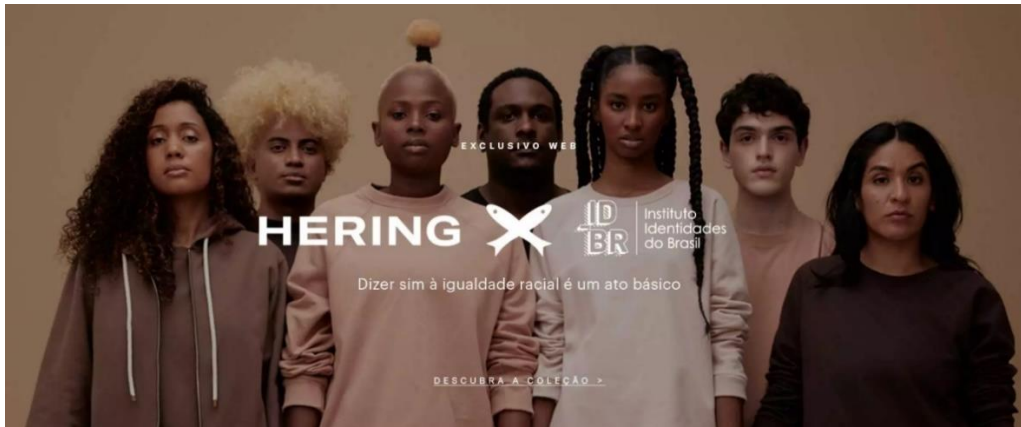 EXCLUSIVO WEB
HERING
ID
BR
Instituto
Identidades
do Brasil
Dizer sim à igualdade racial é um ato básico
DESCUBRA A COLEÇÃO >